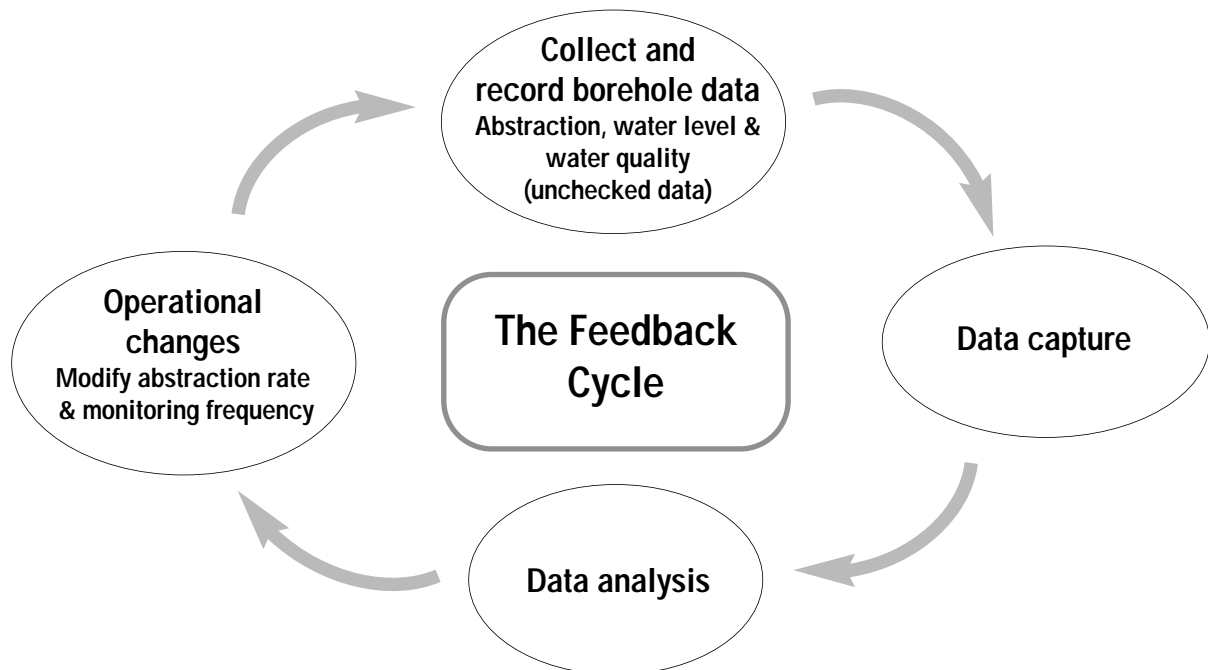 Collect and
record borehole data
Abstraction, water level &
water quality
(unchecked data)
Operational
changes
Modify abstraction rate
& monitoring frequency
The Feedback
Cycle
Data capture
Data analysis